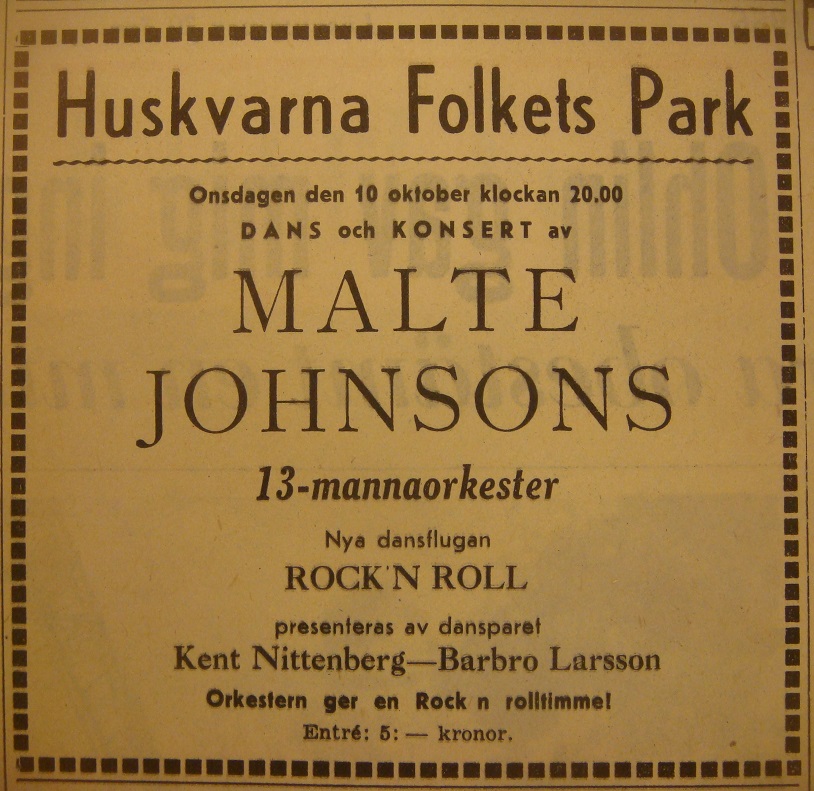 Huskvarna Folkets Park
Onsdagen den 10 oktober klockan 20.00
DANS och KONSERT av
MALTE
JOHNSONS
13-mannaorkester
Nya dansflugan
ROCK'N ROLL
presenteras av dansparet
Kent Nittenberg—Barbro Larsson
Orkestern ger en Rock n rolltimme!
Entré: 5: — kronor.